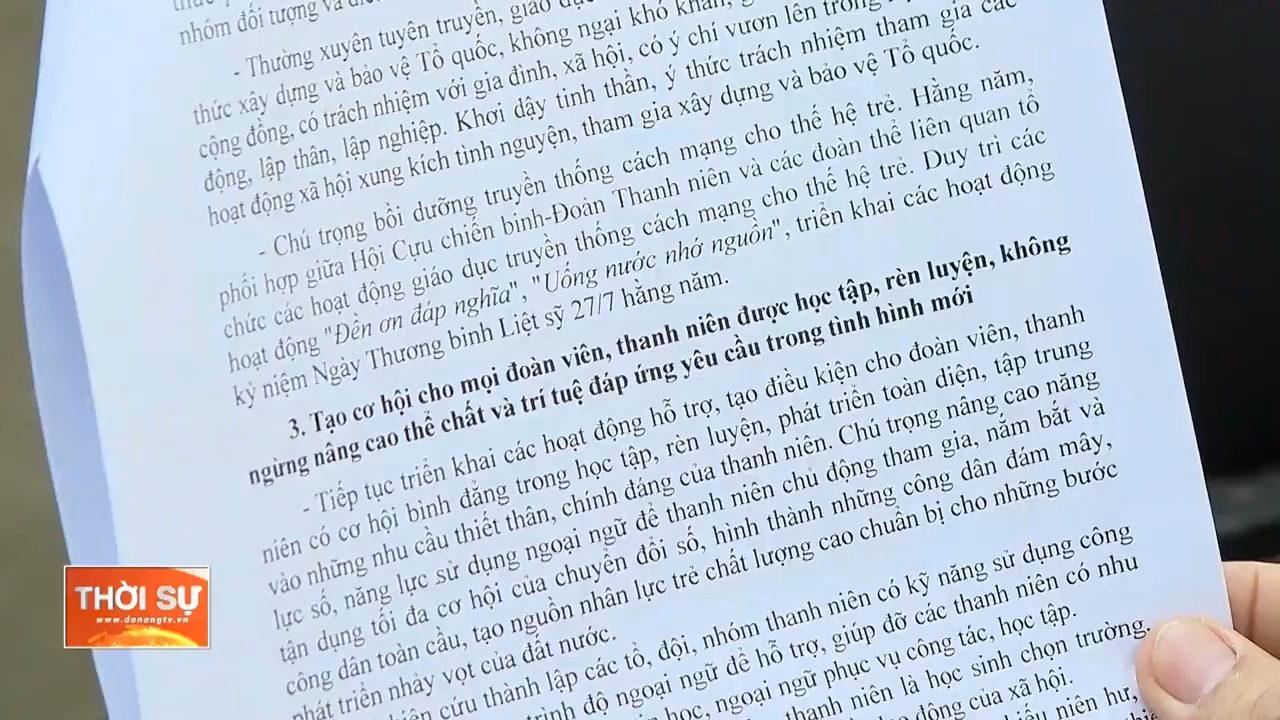 nhóm đối tượng và
- Thường xuyên tuyên truyền, giáo dục
thức xây dựng và bảo vệ Tổ quốc, không ngại khó khăn,
cộng đồng, có trách nhiệm với gia đình, xã hội, có ý chí vươn lên trong
động, lập thân, lập nghiệp. Khơi dậy tinh thần, ý thức trách nhiệm tham gia các
hoạt động xã hội xung kích tình nguyện, tham gia xây dựng và bảo vệ Tổ quốc.
- Chú trọng bồi dưỡng truyền thống cách mạng cho thế hệ trẻ. Hằng năm,
phối hợp giữa Hội Cựu chiến binh-Đoàn Thanh niên và các đoàn thể liên quan tổ
chức các hoạt động giáo dục truyền thống cách mạng cho thế hệ trẻ. Duy trì các
hoạt động "Đền ơn đáp nghĩa", "Uống nước nhớ nguồn", triển khai các hoạt động
kỷ niệm Ngày Thương binh Liệt sỹ 27/7 hằng năm.
3. Tạo cơ hội cho mọi đoàn viên, thanh niên được học tập, rèn luyện, không
ngừng nâng cao thể chất và trí tuệ đáp ứng yêu cầu trong tình hình mới
- Tiếp tục triển khai các hoạt động hỗ trợ, tạo điều kiện cho đoàn viên, thanh
niên có cơ hội bình đẳng trong học tập, rèn luyện, phát triển toàn diện, tập trung
vào những nhu cầu thiết thân, chính đáng của thanh niên. Chú trọng nâng cao năng
lực số, năng lực sử dụng ngoại ngữ để thanh niên chủ động tham gia, nắm bắt và
tận dụng tối đa cơ hội của chuyển đổi số, hình thành những công dân đám mây,
công dân toàn cầu, tạo nguồn nhân lực trẻ chất lượng cao chuẩn bị cho những bước
phát triển nhảy vọt của đất nước.
cứu thành lập các tổ, đội, nhóm thanh niên có kỹ năng sử dụng công
trình độ ngoại ngữ để hỗ trợ, giúp đỡ các thanh niên có nhu
học, ngoại ngữ phục vụ công tác, học tập.
thanh niên là học sinh chọn trường,
động của xã hội.
niên hư,
THỜI SỰ
www.danangtv.vn